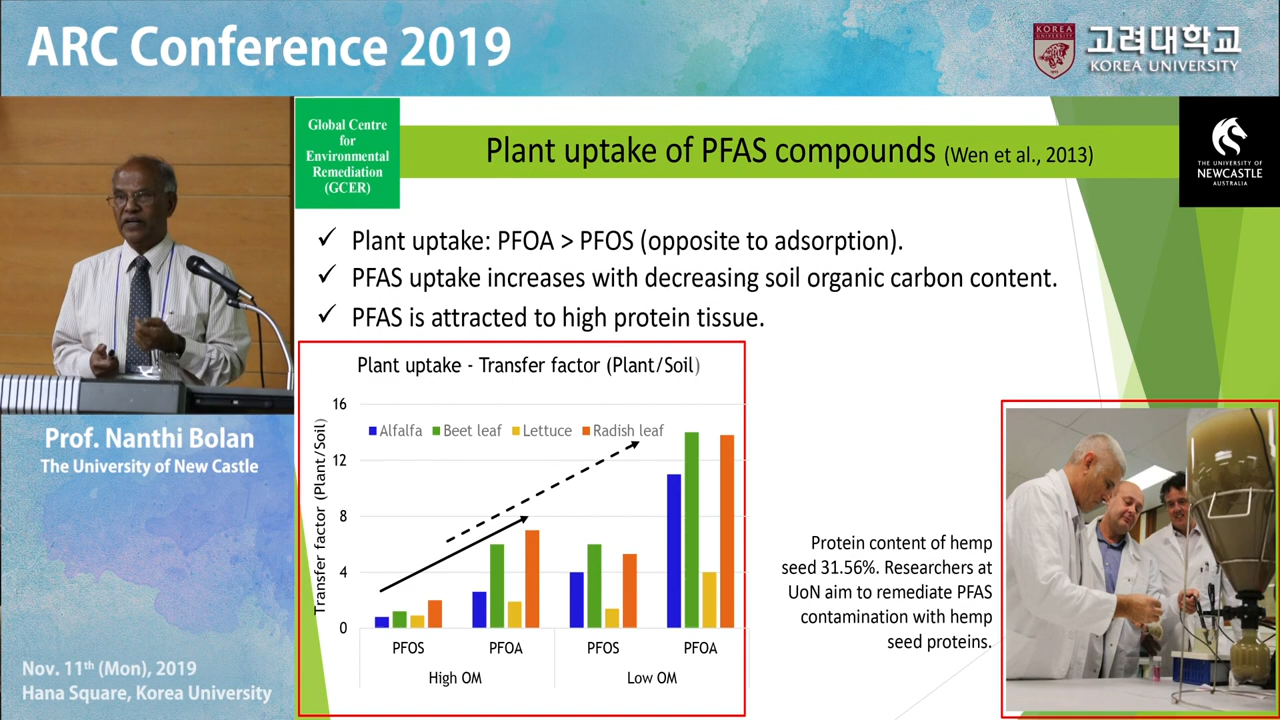 ARC Conference 2019
KOREA
UNIVERSITY
고려대학교
KOREA UNIVERSITY
Global Centre
for
Environmental
Remediation
(GCER)
Plant uptake of PFAS compounds (Wen et al., 2013)
THE UNIVERSITY OF
NEWCASTLE
AUSTRALIA
✓ Plant uptake: PFOA > PFOS (opposite to adsorption).
✓ PFAS uptake increases with decreasing soil organic carbon content.
✓ PFAS is attracted to high protein tissue.
Plant uptake - Transfer factor (Plant/Soil)
Transfer factor (Plant/Soil)
16
12
8
4
0
Alfalfa Beet leaf Lettuce Radish leaf
PFOS PFOA PFOS PFOA
High OM Low OM
Protein content of hemp
seed 31.56%. Researchers at
UoN aim to remediate PFAS
contamination with hemp
seed proteins.
Prof. Nanthi Bolan
The University of New Castle
Nov. 11th (Mon), 2019
Hana Square, Korea University